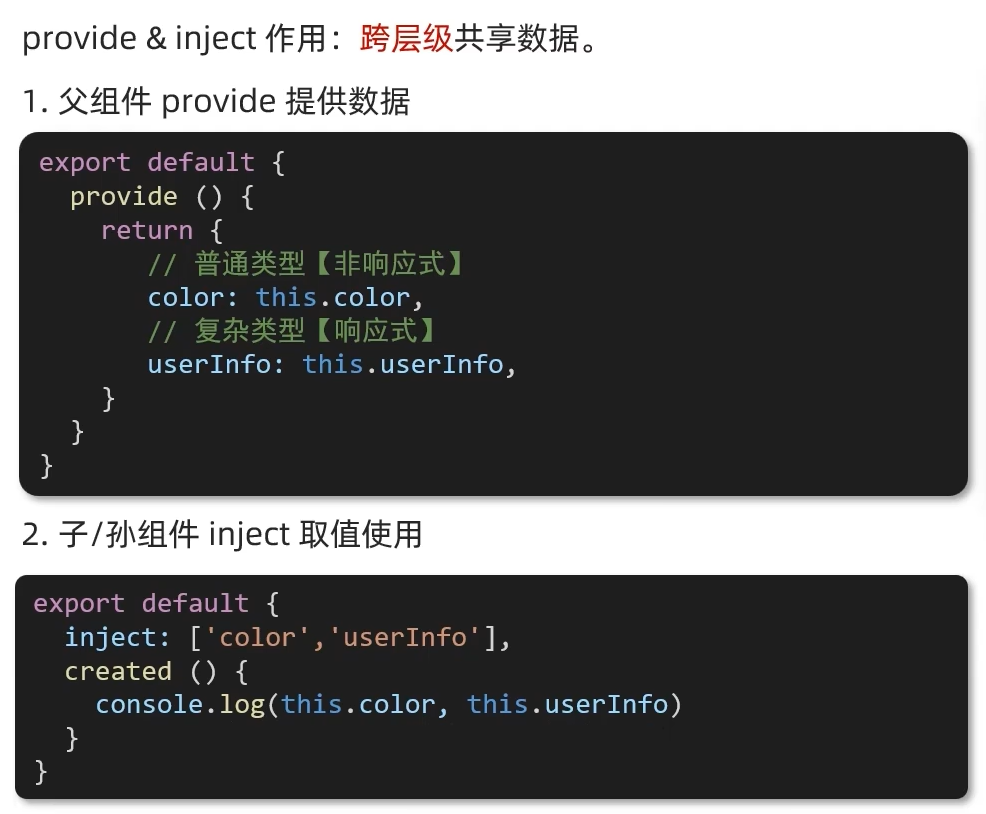 provide & inject 作用：跨层级共享数据。
1. 父组件 provide 提供数据
export default {
  provide () {
    return {
       // 普通类型【非响应式】
       color: this.color,
       // 复杂类型【响应式】
       userInfo: this.userInfo,
    }
  }
}
2. 子/孙组件 inject 取值使用
export default {
  inject: ['color','userInfo'],
  created () {
    console.log(this.color, this.userInfo)
  }
}